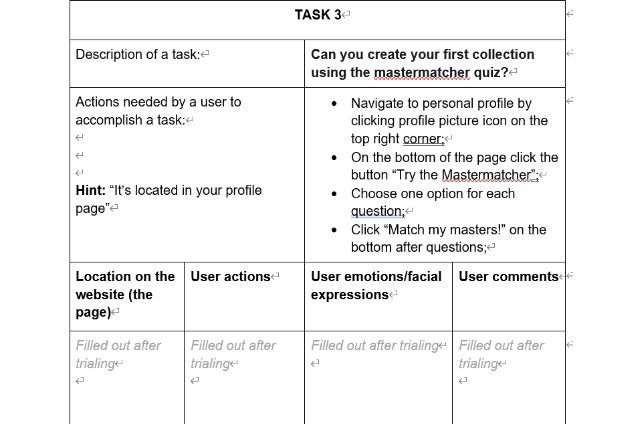 TASK 3
Description of a task:
Can you create your first collection
using the mastermatcher quiz?
Actions needed by a user to
accomplish a task:
Hint: "It's located in your profile
page"
• Navigate to personal profile by
clicking profile picture icon on the
top right corner;
• On the bottom of the page click the
button "Try the Mastermatcher";
• Choose one option for each
question;
• Click "Match my masters!" on the
bottom after questions;
Location on the
website (the
page)
User actions
User emotions/facial
expressions
User comments
Filled out after
trialing
Filled out after
trialing
Filled out after trialing
Filled out after
trialing